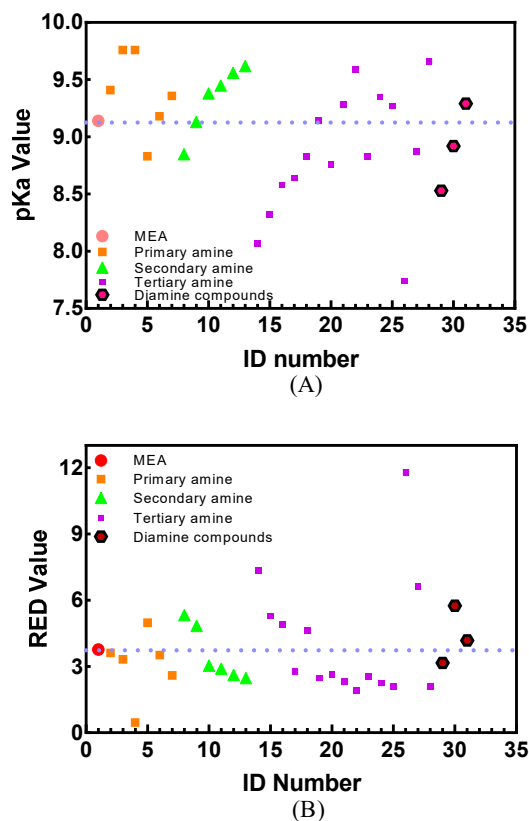 10.0
9.5
9.0
8.5
8.0
7.5
pKa Value
MEA
Primary amine
Secondary amine
Tertiary amine
Diamine compounds
0 5 10 15 20 25 30 35
ID number
(A)
12
9
6
3
0
RED Value
MEA
Primary amine
Secondary amine
Tertiary amine
Diamine compounds
0 5 10 15 20 25 30 35
ID Number
(B)